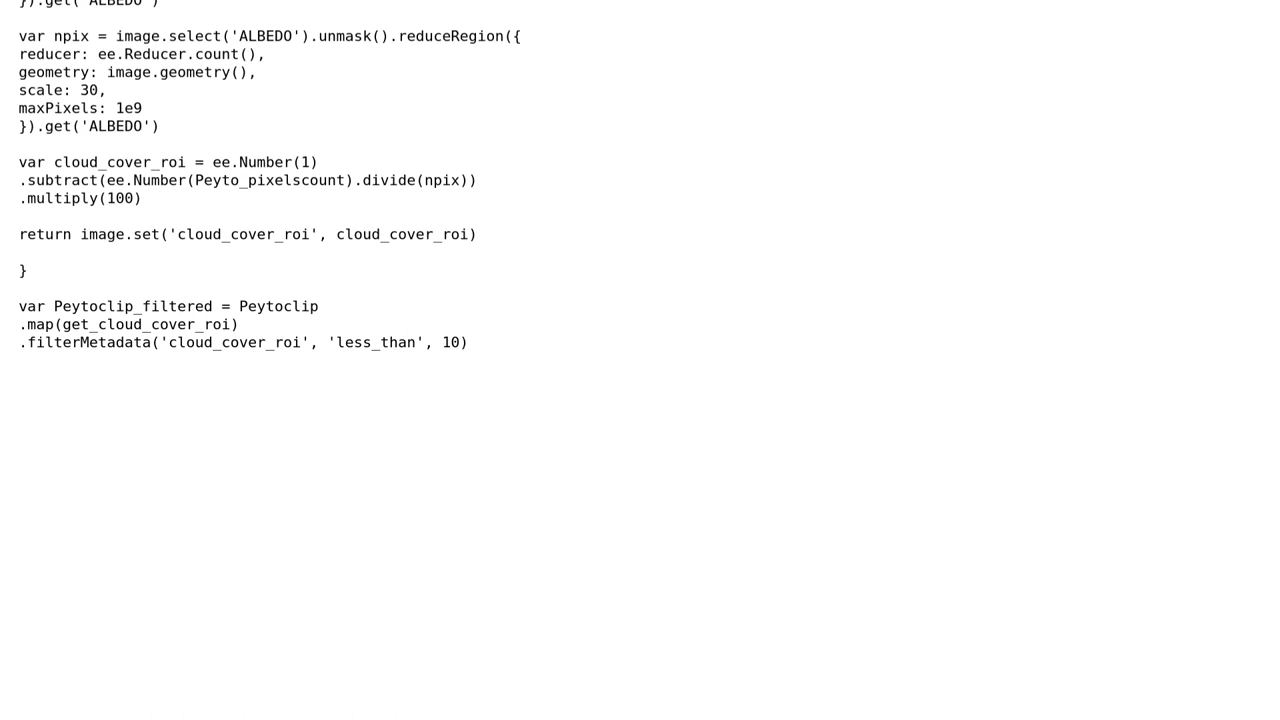 }).get('ALBEDO')
var npix = image.select('ALBEDO').unmask().reduceRegion({
reducer: ee.Reducer.count(),
geometry: image.geometry(),
scale: 30,
maxPixels: 1e9
}).get('ALBEDO')
var cloud_cover_roi = ee.Number(1)
.subtract(ee.Number(Peyto_pixelscount).divide(npix))
.multiply(100)
return image.set('cloud_cover_roi', cloud_cover_roi)
}
var Peytoclip_filtered = Peytoclip
.map(get_cloud_cover_roi)
.filterMetadata('cloud_cover_roi', 'less_than', 10)